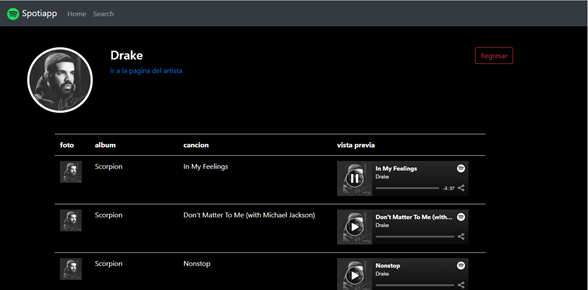 Spotiapp Home Search
Drake
Regresar
ir a la pagina del artista
foto album cancion vista previa
Scorpion In My Feelings
In My Feelings
Drake
-3:37
Scorpion Don't Matter To Me (with Michael Jackson)
Don't Matter To Me (with...
Drake
Scorpion Nonstop
Nonstop
Drake